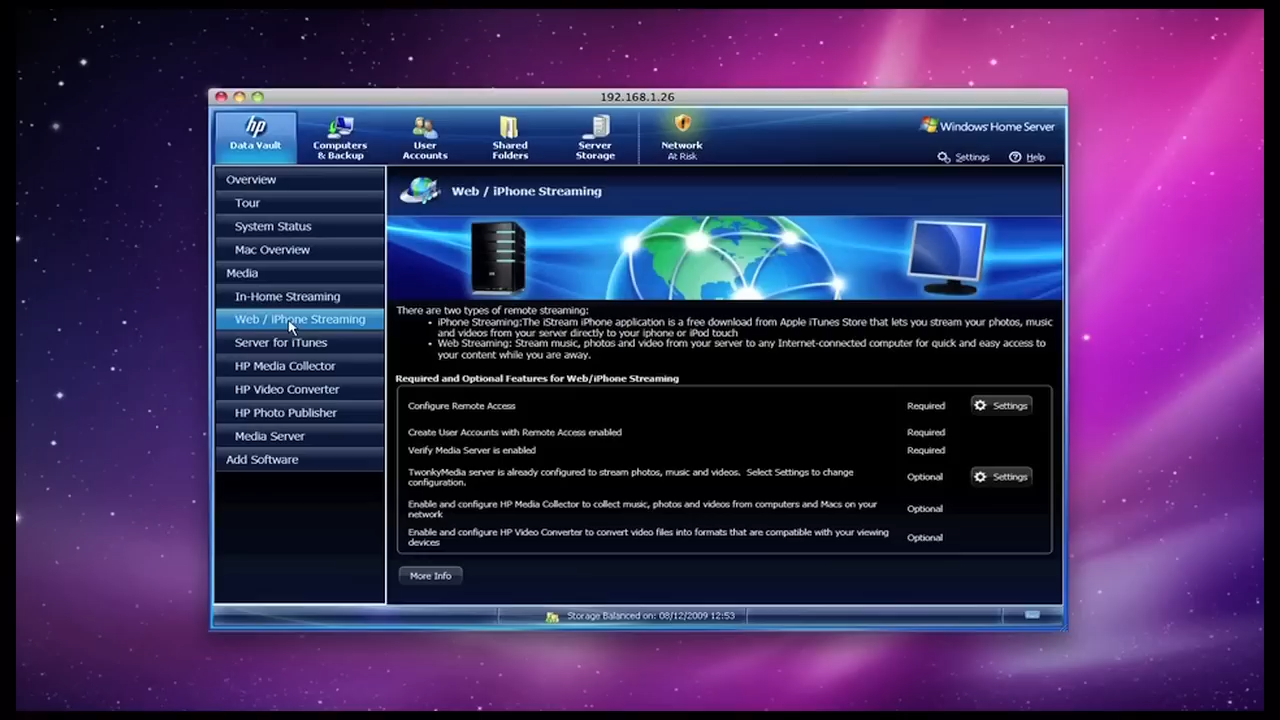 192.168.1.26
hp
Data Vault
Computers
& Backup
User
Accounts
Shared
Folders
Server
Storage
Network
At Risk
Windows Home Server
Settings
Help
Overview
Tour
System Status
Mac Overview
Media
In-Home Streaming
Web / iPhone Streaming
Server for iTunes
HP Media Collector
HP Video Converter
HP Photo Publisher
Media Server
Add Software
Web / iPhone Streaming
There are two types of remote streaming:
• iPhone Streaming:The iStream iPhone application is a free download from Apple iTunes Store that lets you stream your photos, music
and videos from your server directly to your iphone or iPod touch
• Web Streaming: Stream music, photos and video from your server to any Internet-connected computer for quick and easy access to
your content while you are away.
Required and Optional Features for Web/iPhone Streaming
Configure Remote Access Required Settings
Create User Accounts with Remote Access enabled Required
Verify Media Server is enabled Required
TwonkyMedia server is already configured to stream photos, music and videos. Select Settings to change
configuration. Optional Settings
Enable and configure HP Media Collector to collect music, photos and videos from computers and Macs on your
network Optional
Enable and configure HP Video Converter to convert video files into formats that are compatible with your viewing
devices Optional
More Info
Storage Balanced on: 08/12/2009 12:53